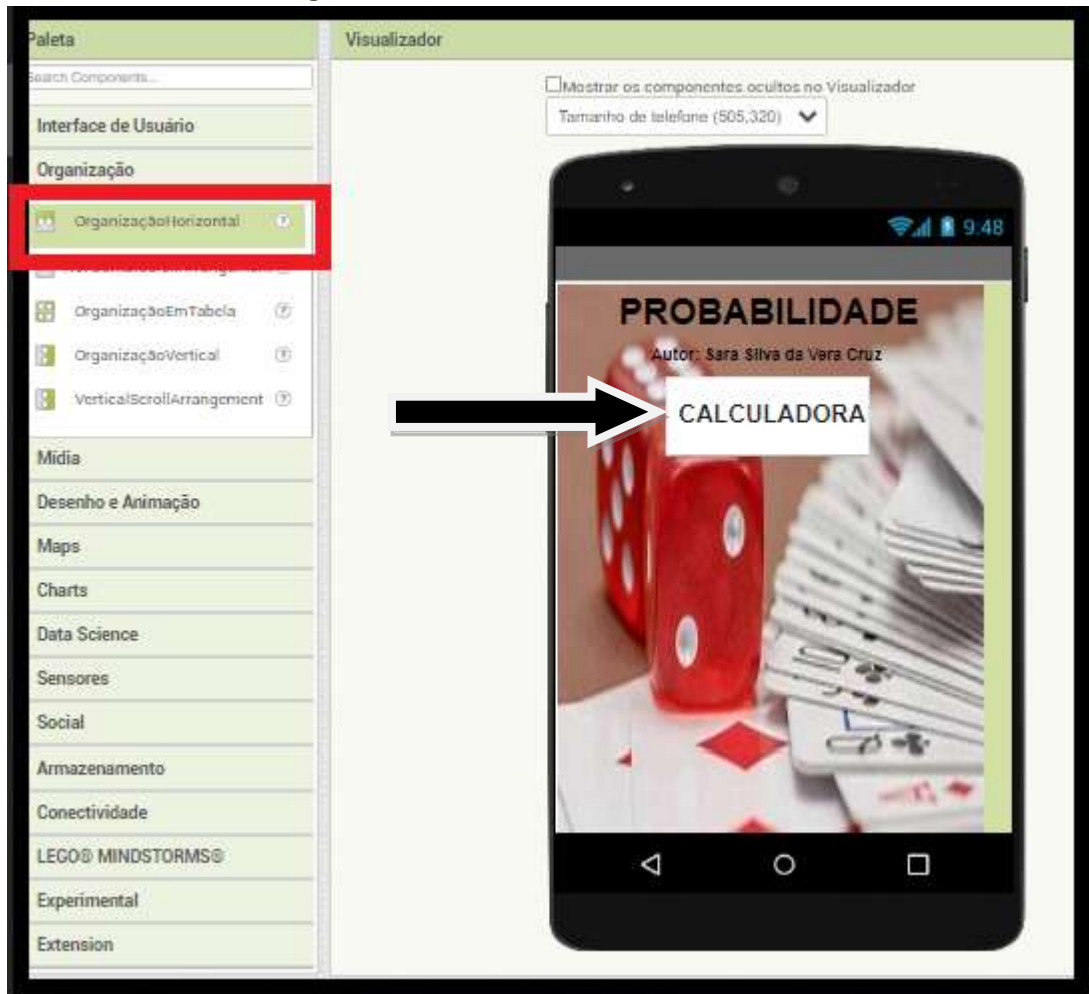 Paleta
Search Components...
Interface de Usuário
Organização
OrganizaçãoHorizontal
OrganizaçãoEmTabela
OrganizaçãoVertical
VerticalScrollArrangement
Mídia
Desenho e Animação
Maps
Charts
Data Science
Sensores
Social
Armazenamento
Conectividade
LEGO® MINDSTORMS®
Experimental
Extension
Visualizador
Mostrar os componentes ocultos no Visualizador
Tamanho de telefone (505,320)
9:48
PROBABILIDADE
Autor: Sara Silva da Vera Cruz
CALCULADORA